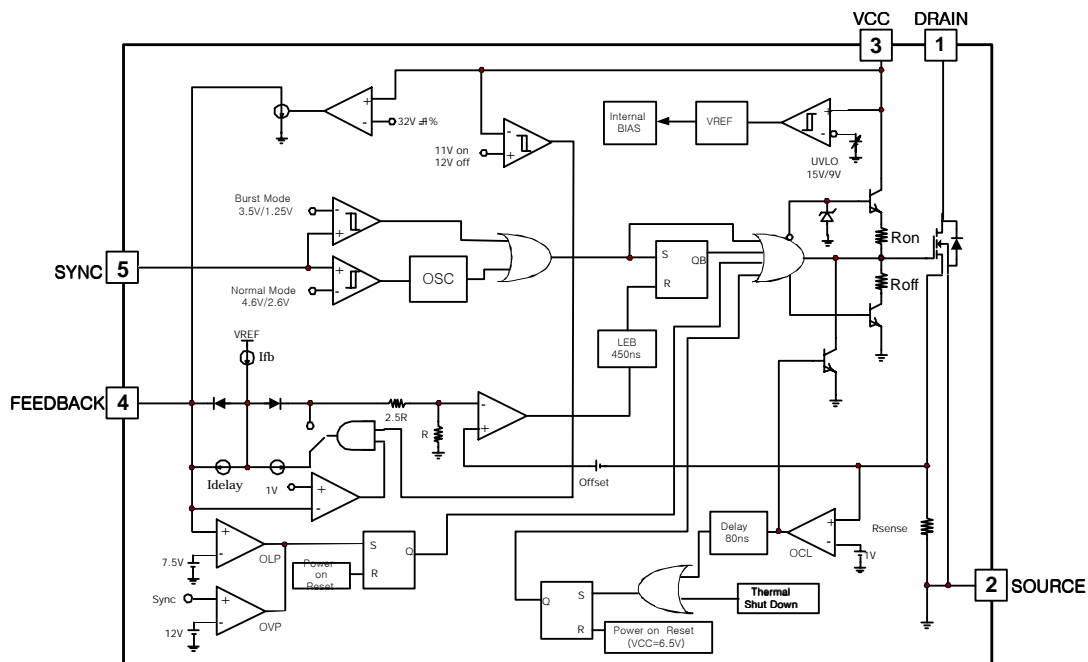 VCC DRAIN
3 1
32V
%
Internal
BIAS
VREF
11V on
12V off
UVLO
15V/9V
Burst Mode
3.5V/1.25V
SYNC 5
OSC
Normal Mode
4.6V/2.6V
S
QB
R
Ron
Roff
LEB
450ns
VREF
Ifb
FEEDBACK 4
2.5R
R
Idelay
1V
Offset
7.5V
OLP
Power
on
Reset
S
Q
R
Sync
12V
OVP
Delay
80ns
OCL
1V
Rsense
2 SOURCE
Q
S
R
Thermal
Shut Down
Power on Reset
(VCC=6.5V)